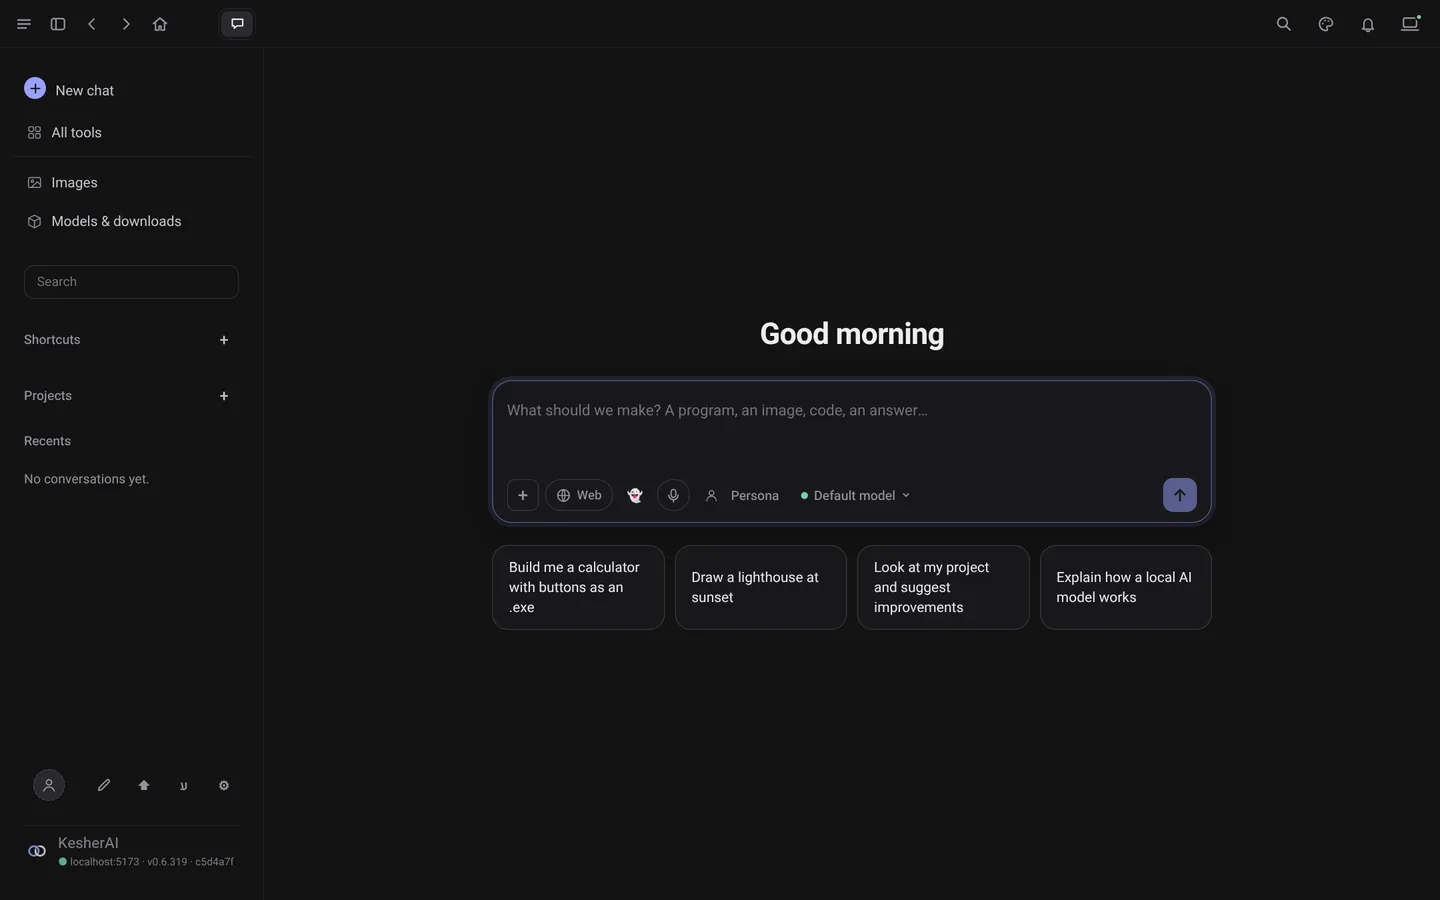 New chat
All tools
Images
Models & downloads
Search
Shortcuts
Projects
Recents
No conversations yet.
Good morning
What should we make? A program, an image, code, an answer…
Web
Persona
Default model
Build me a calculator
with buttons as an
.exe
Draw a lighthouse at
sunset
Look at my project
and suggest
improvements
Explain how a local AI
model works
ע
KesherAI
localhost:5173 · v0.6.319 · c5d4a7f